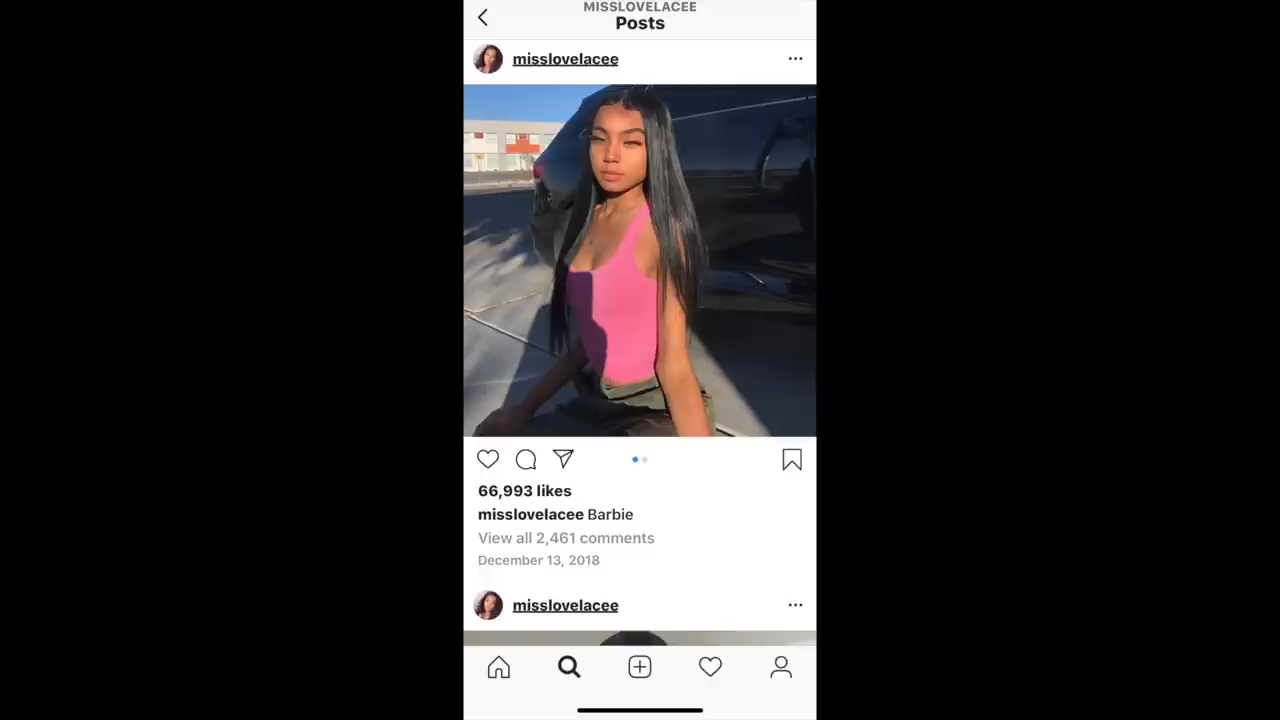 MISSLOVELACEE
Posts
misslovelacee
66,993 likes
misslovelacee Barbie
View all 2,461 comments
December 13, 2018
misslovelacee